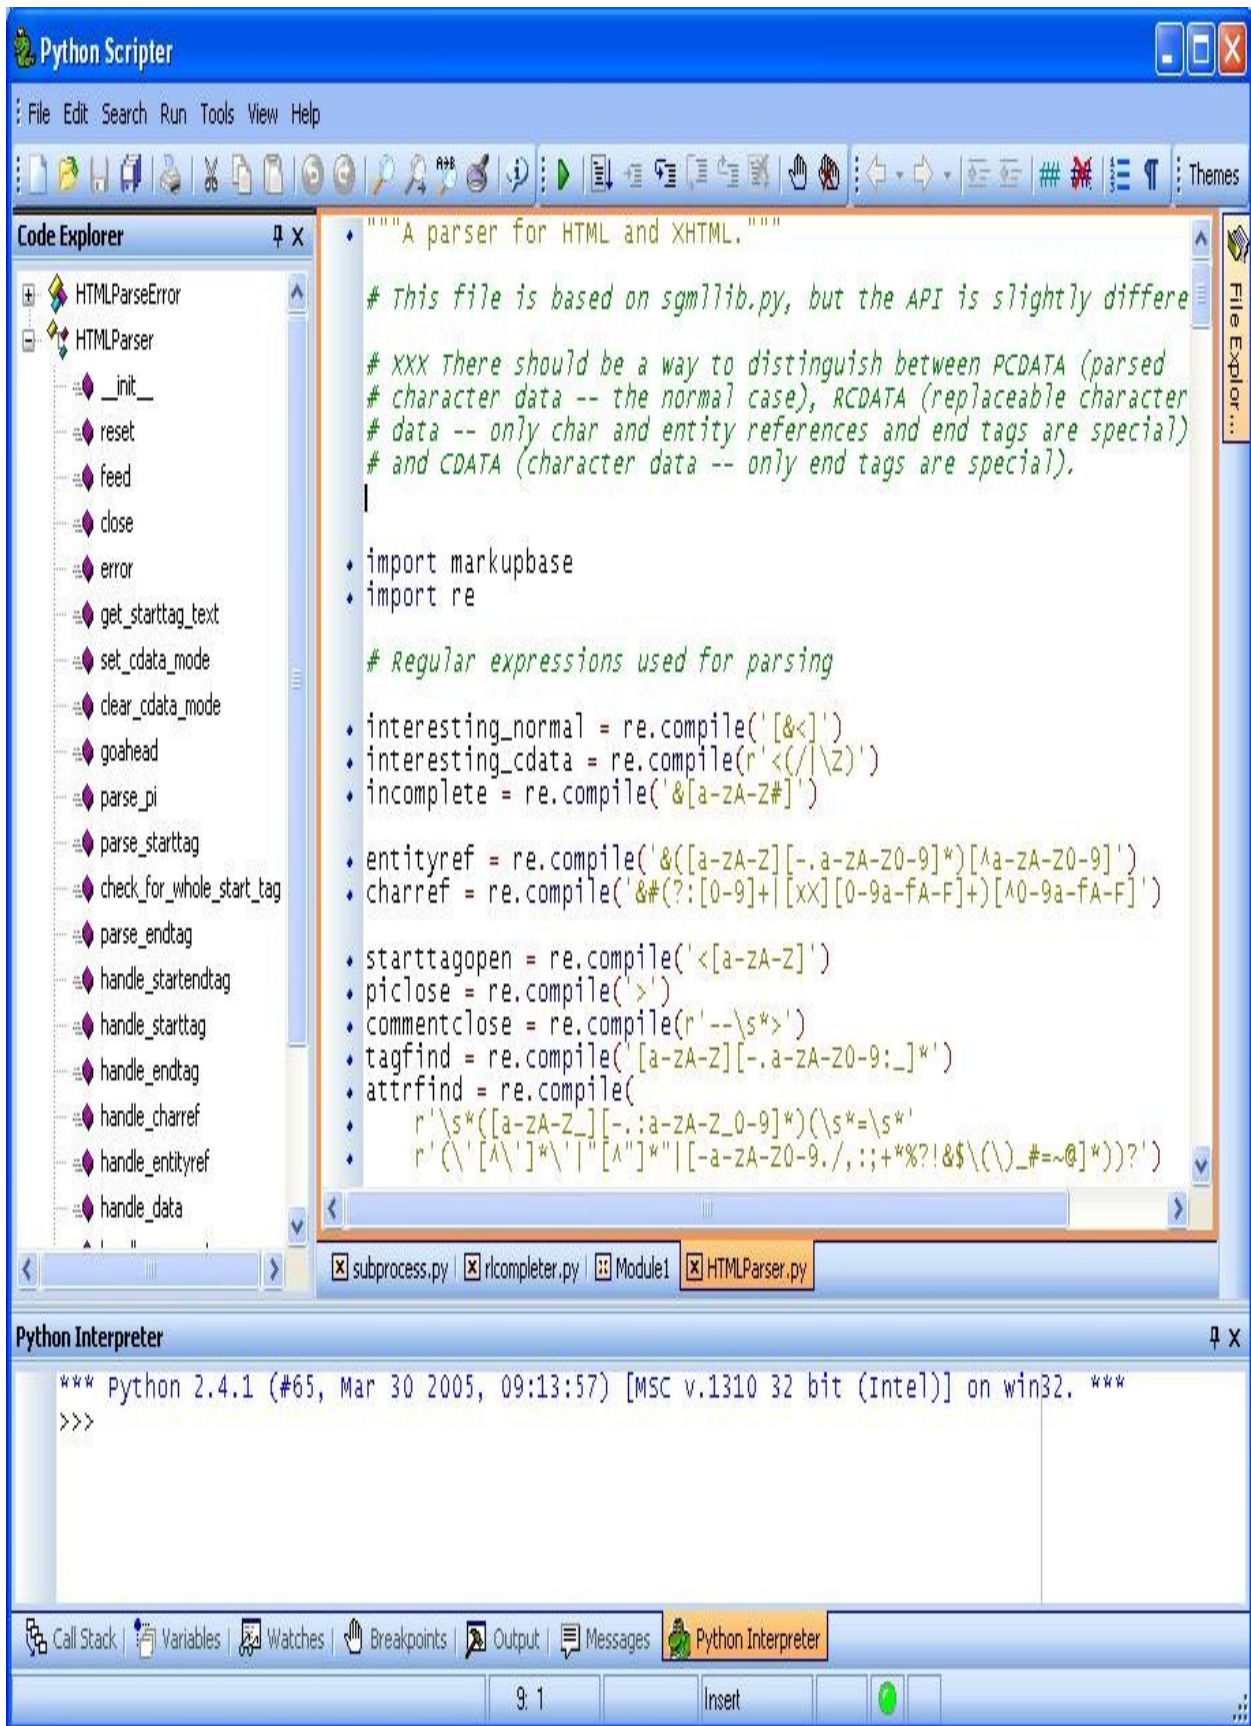 Python Scripter
File Edit Search Run Tools View Help
Themes
Code Explorer
HTMLParseError
HTMLParser
__init__
reset
feed
close
error
get_starttag_text
set_cdata_mode
clear_cdata_mode
goahead
parse_pi
parse_starttag
check_for_whole_start_tag
parse_endtag
handle_startendtag
handle_starttag
handle_endtag
handle_charref
handle_entityref
handle_data
"""A parser for HTML and XHTML."""
# This file is based on sgmllib.py, but the API is slightly differe
# XXX There should be a way to distinguish between PCDATA (parsed
# character data -- the normal case), RCDATA (replaceable character
# data -- only char and entity references and end tags are special)
# and CDATA (character data -- only end tags are special).
import markupbase
import re
# Regular expressions used for parsing
interesting_normal = re.compile('[&<]')
interesting_cdata = re.compile(r'<(/|\Z)')
incomplete = re.compile('&[a-zA-Z#]')
entityref = re.compile('&([a-zA-Z][-.a-zA-Z0-9]*)[^a-zA-Z0-9]')
charref = re.compile('&#(?:[0-9]+|[xX][0-9a-fA-F]+)[^0-9a-fA-F]')
starttagopen = re.compile('<[a-zA-Z]')
piclose = re.compile('>')
commentclose = re.compile(r'--\s*>')
tagfind = re.compile('[a-zA-Z][-.a-zA-Z0-9:_]*')
attrfind = re.compile(
r'\s*([a-zA-Z_][-.:a-zA-Z_0-9]*)(\s*=\s*'
r'(\'[^\']*\'|"[^"]*"|[-a-zA-Z0-9./,:;+*%?!&$\(\)_#=~@]*))?')
File Explor...
subprocess.py rlcompleter.py Module1 HTMLParser.py
Python Interpreter
*** Python 2.4.1 (#65, Mar 30 2005, 09:13:57) [MSC v.1310 32 bit (Intel)] on win32. ***
>>>
Call Stack Variables Watches Breakpoints Output Messages Python Interpreter
9: 1 Insert